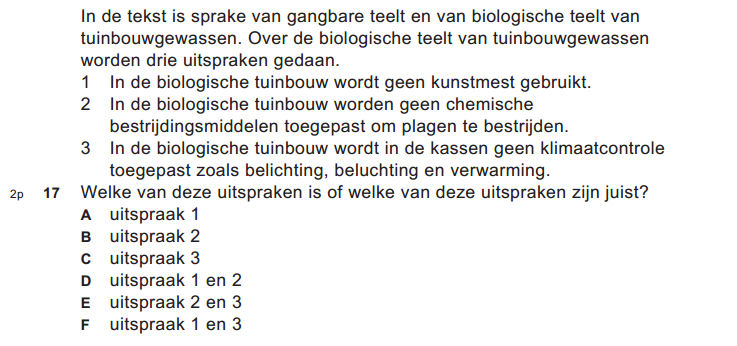 In de tekst is sprake van gangbare teelt en van biologische teelt van
tuinbouwgewassen. Over de biologische teelt van tuinbouwgewassen
worden drie uitspraken gedaan.
1 In de biologische tuinbouw wordt geen kunstmest gebruikt.
2 In de biologische tuinbouw worden geen chemische
bestrijdingsmiddelen toegepast om plagen te bestrijden.
3 In de biologische tuinbouw wordt in de kassen geen klimaatcontrole
toegepast zoals belichting, beluchting en verwarming.
2p 17 Welke van deze uitspraken is of welke van deze uitspraken zijn juist?
A uitspraak 1
B uitspraak 2
C uitspraak 3
D uitspraak 1 en 2
E uitspraak 2 en 3
F uitspraak 1 en 3